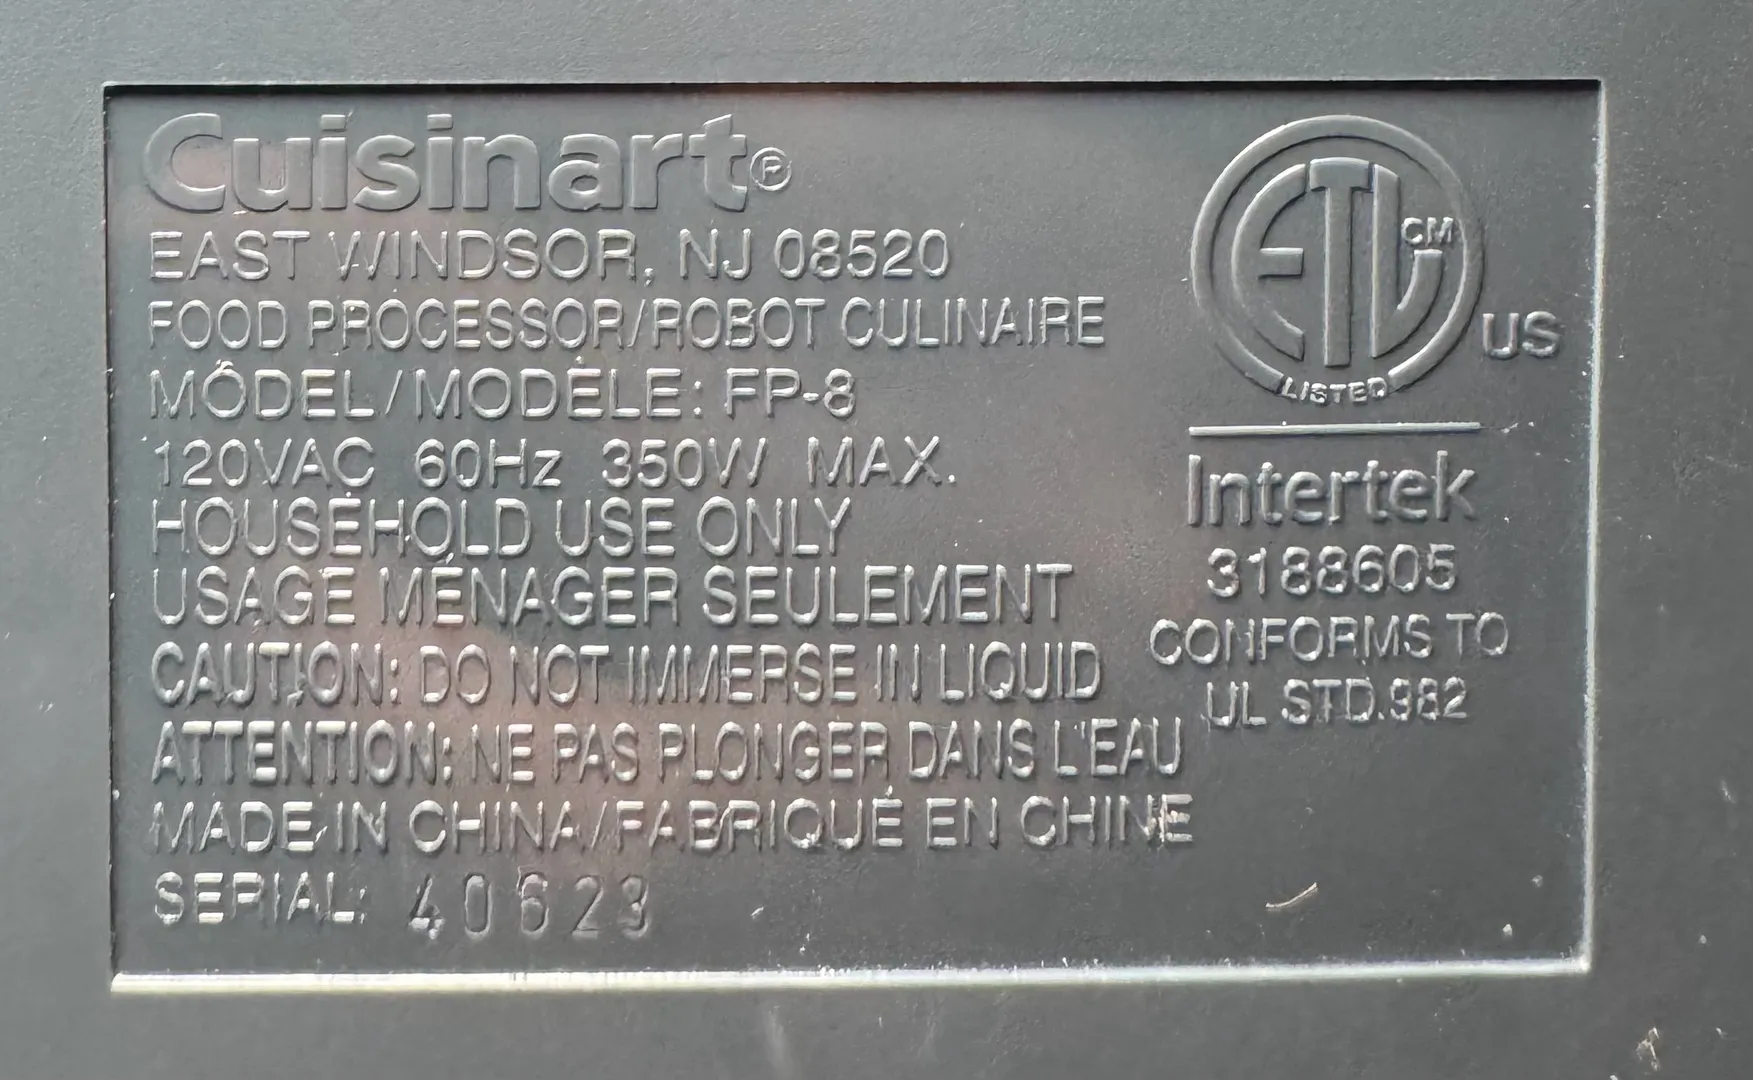 Cuisinart®
EAST WINDSOR, NJ 08520
FOOD PROCESSOR/ROBOT CULINAIRE
MODEL/MODÈLE: FP-8
120VAC 60Hz 350W MAX.
HOUSEHOLD USE ONLY
USAGE MÉNAGER SEULEMENT
CAUTION: DO NOT IMMERSE IN LIQUID
ATTENTION: NE PAS PLONGER DANS L'EAU
MADE IN CHINA/FABRIQUÉ EN CHINE
SERIAL: 40623
ETL CM
US
LISTED
Intertek
3188605
CONFORMS TO
UL STD.982